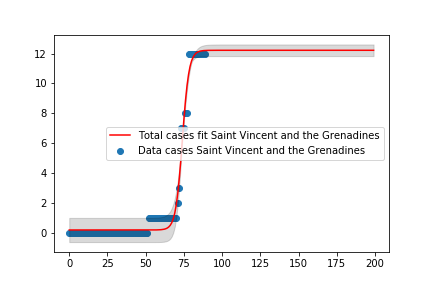 12
10
8
6
4
2
0
Total cases fit Saint Vincent and the Grenadines
Data cases Saint Vincent and the Grenadines
0 25 50 75 100 125 150 175 200